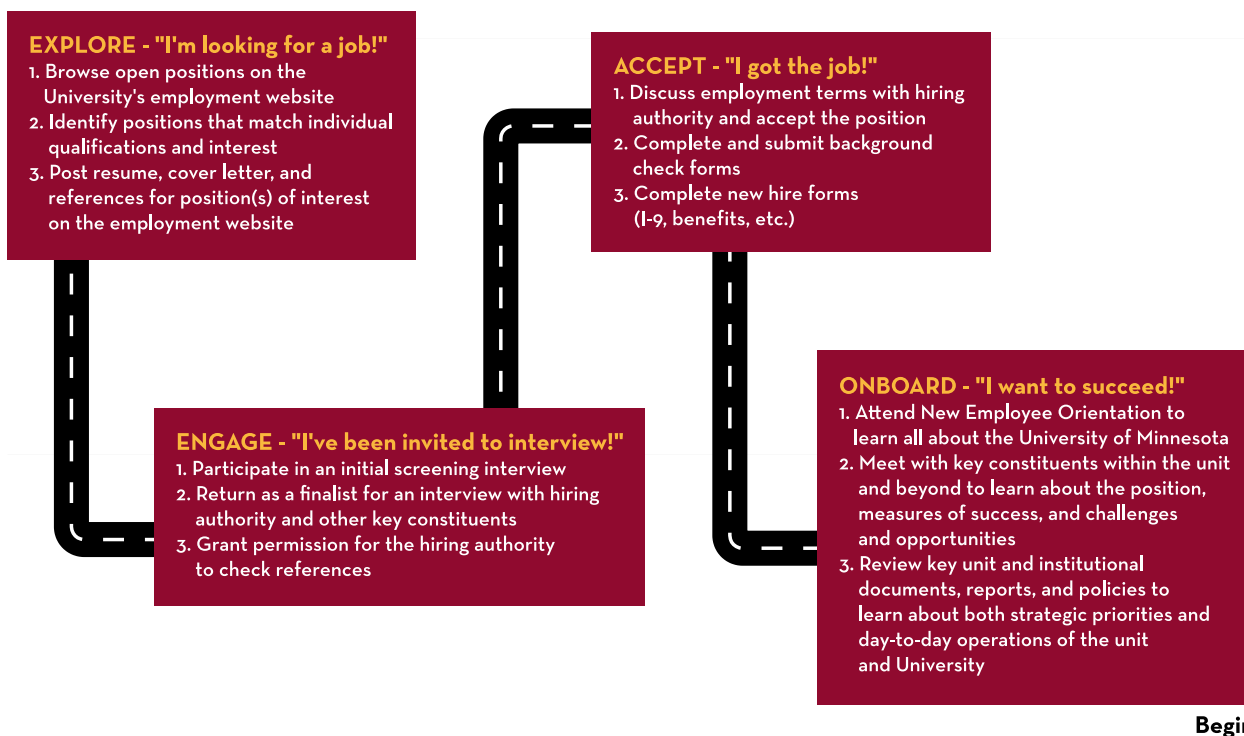 EXPLORE - "I'm looking for a job!"
1. Browse open positions on the
University's employment website
2. Identify positions that match individual
qualifications and interest
3. Post resume, cover letter, and
references for position(s) of interest
on the employment website
ENGAGE - "I've been invited to interview!"
1. Participate in an initial screening interview
2. Return as a finalist for an interview with hiring
authority and other key constituents
3. Grant permission for the hiring authority
to check references
ACCEPT - "I got the job!"
1. Discuss employment terms with hiring
authority and accept the position
2. Complete and submit background
check forms
3. Complete new hire forms
(I-9, benefits, etc.)
ONBOARD - "I want to succeed!"
1. Attend New Employee Orientation to
learn all about the University of Minnesota
2. Meet with key constituents within the unit
and beyond to learn about the position,
measures of success, and challenges
and opportunities
3. Review key unit and institutional
documents, reports, and policies to
learn about both strategic priorities and
day-to-day operations of the unit
and University